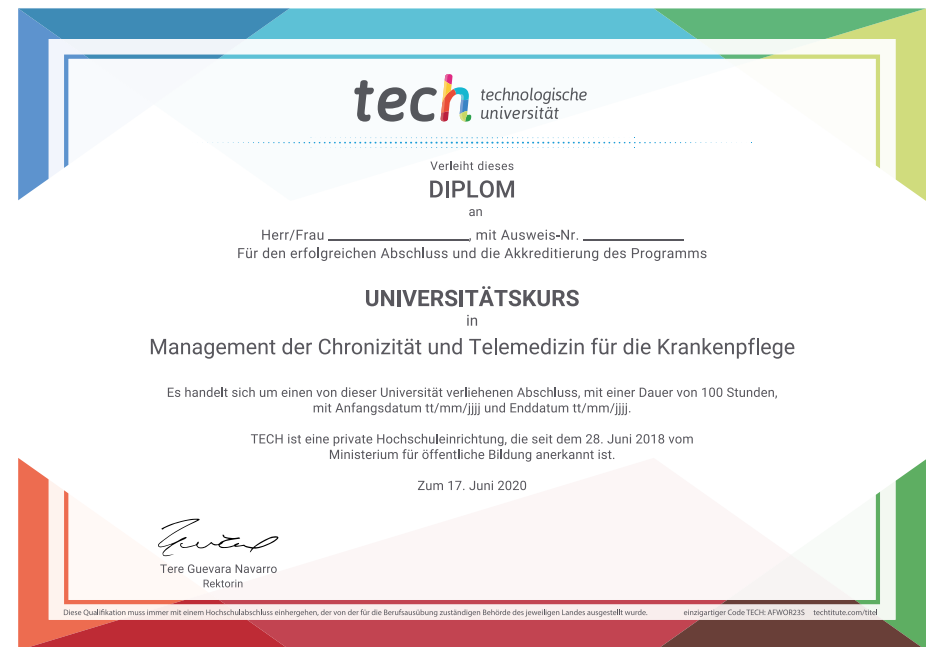 tech technologische
universität
Verleiht dieses
DIPLOM
an
Herr/Frau ________________, mit Ausweis-Nr. ____________
Für den erfolgreichen Abschluss und die Akkreditierung des Programms
UNIVERSITÄTSKURS
in
Management der Chronizität und Telemedizin für die Krankenpflege
Es handelt sich um einen von dieser Universität verliehenen Abschluss, mit einer Dauer von 100 Stunden,
mit Anfangsdatum tt/mm/jjjj und Enddatum tt/mm/jjjj.
TECH ist eine private Hochschuleinrichtung, die seit dem 28. Juni 2018 vom
Ministerium für öffentliche Bildung anerkannt ist.
Zum 17. Juni 2020
Tere Guevara Navarro
Rektorin
Diese Qualifikation muss immer mit einem Hochschulabschluss einhergehen, der von der für die Berufsausübung zuständigen Behörde des jeweiligen Landes ausgestellt wurde. einzigartiger Code TECH: AFWOR23S techtitute.com/titel